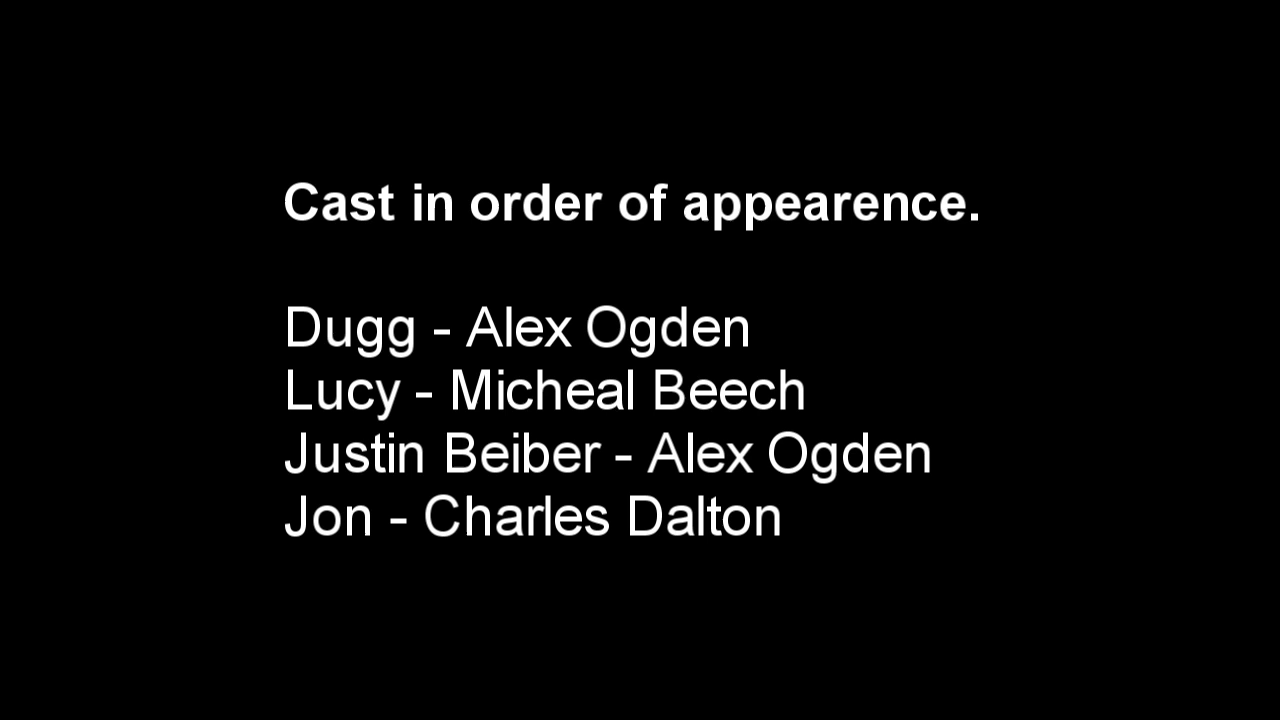 Cast in order of appearence.
Dugg - Alex Ogden
Lucy - Micheal Beech
Justin Beiber - Alex Ogden
Jon - Charles Dalton